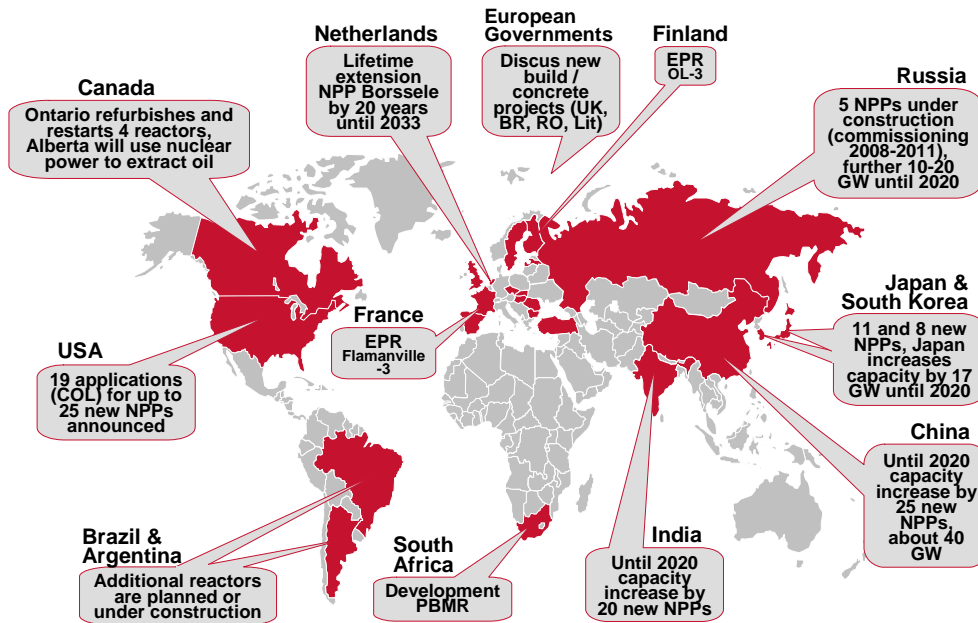 Canada
Ontario refurbishes and
restarts 4 reactors,
Alberta will use nuclear
power to extract oil
Netherlands
Lifetime
extension
NPP Borssele
by 20 years
until 2033
European
Governments
Discus new
build /
concrete
projects (UK,
BR, RO, Lit)
Finland
EPR
OL-3
Russia
5 NPPs under
construction
(commissioning
2008-2011),
further 10-20
GW until 2020
USA
19 applications
(COL) for up to
25 new NPPs
announced
France
EPR
Flamanville
-3
Japan &
South Korea
11 and 8 new
NPPs, Japan
increases
capacity by 17
GW until 2020
China
Until 2020
capacity
increase by
25 new
NPPs,
about 40
GW
Brazil &
Argentina
Additional reactors
are planned or
under construction
South
Africa
Development
PBMR
India
Until 2020
capacity
increase by
20 new NPPs